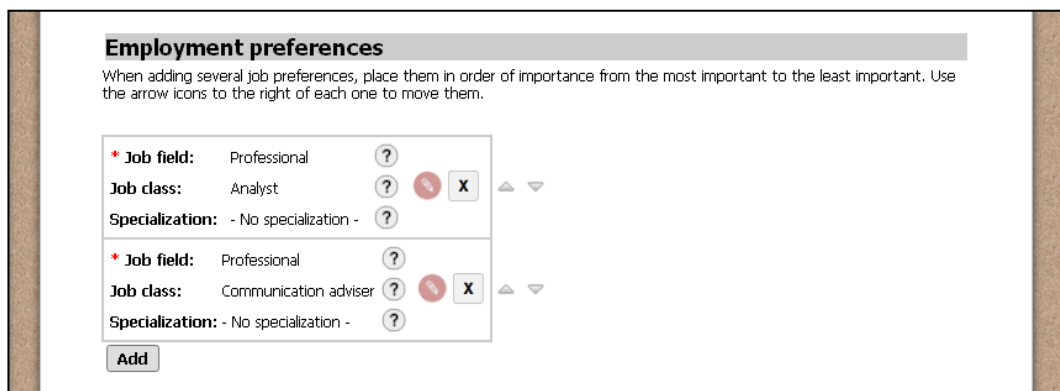 Employment preferences
When adding several job preferences, place them in order of importance from the most important to the least important. Use
the arrow icons to the right of each one to move them.
* Job field: Professional ?
Job class: Analyst ? X
Specialization: - No specialization - ?
* Job field: Professional ?
Job class: Communication adviser ? X
Specialization: - No specialization - ?
Add